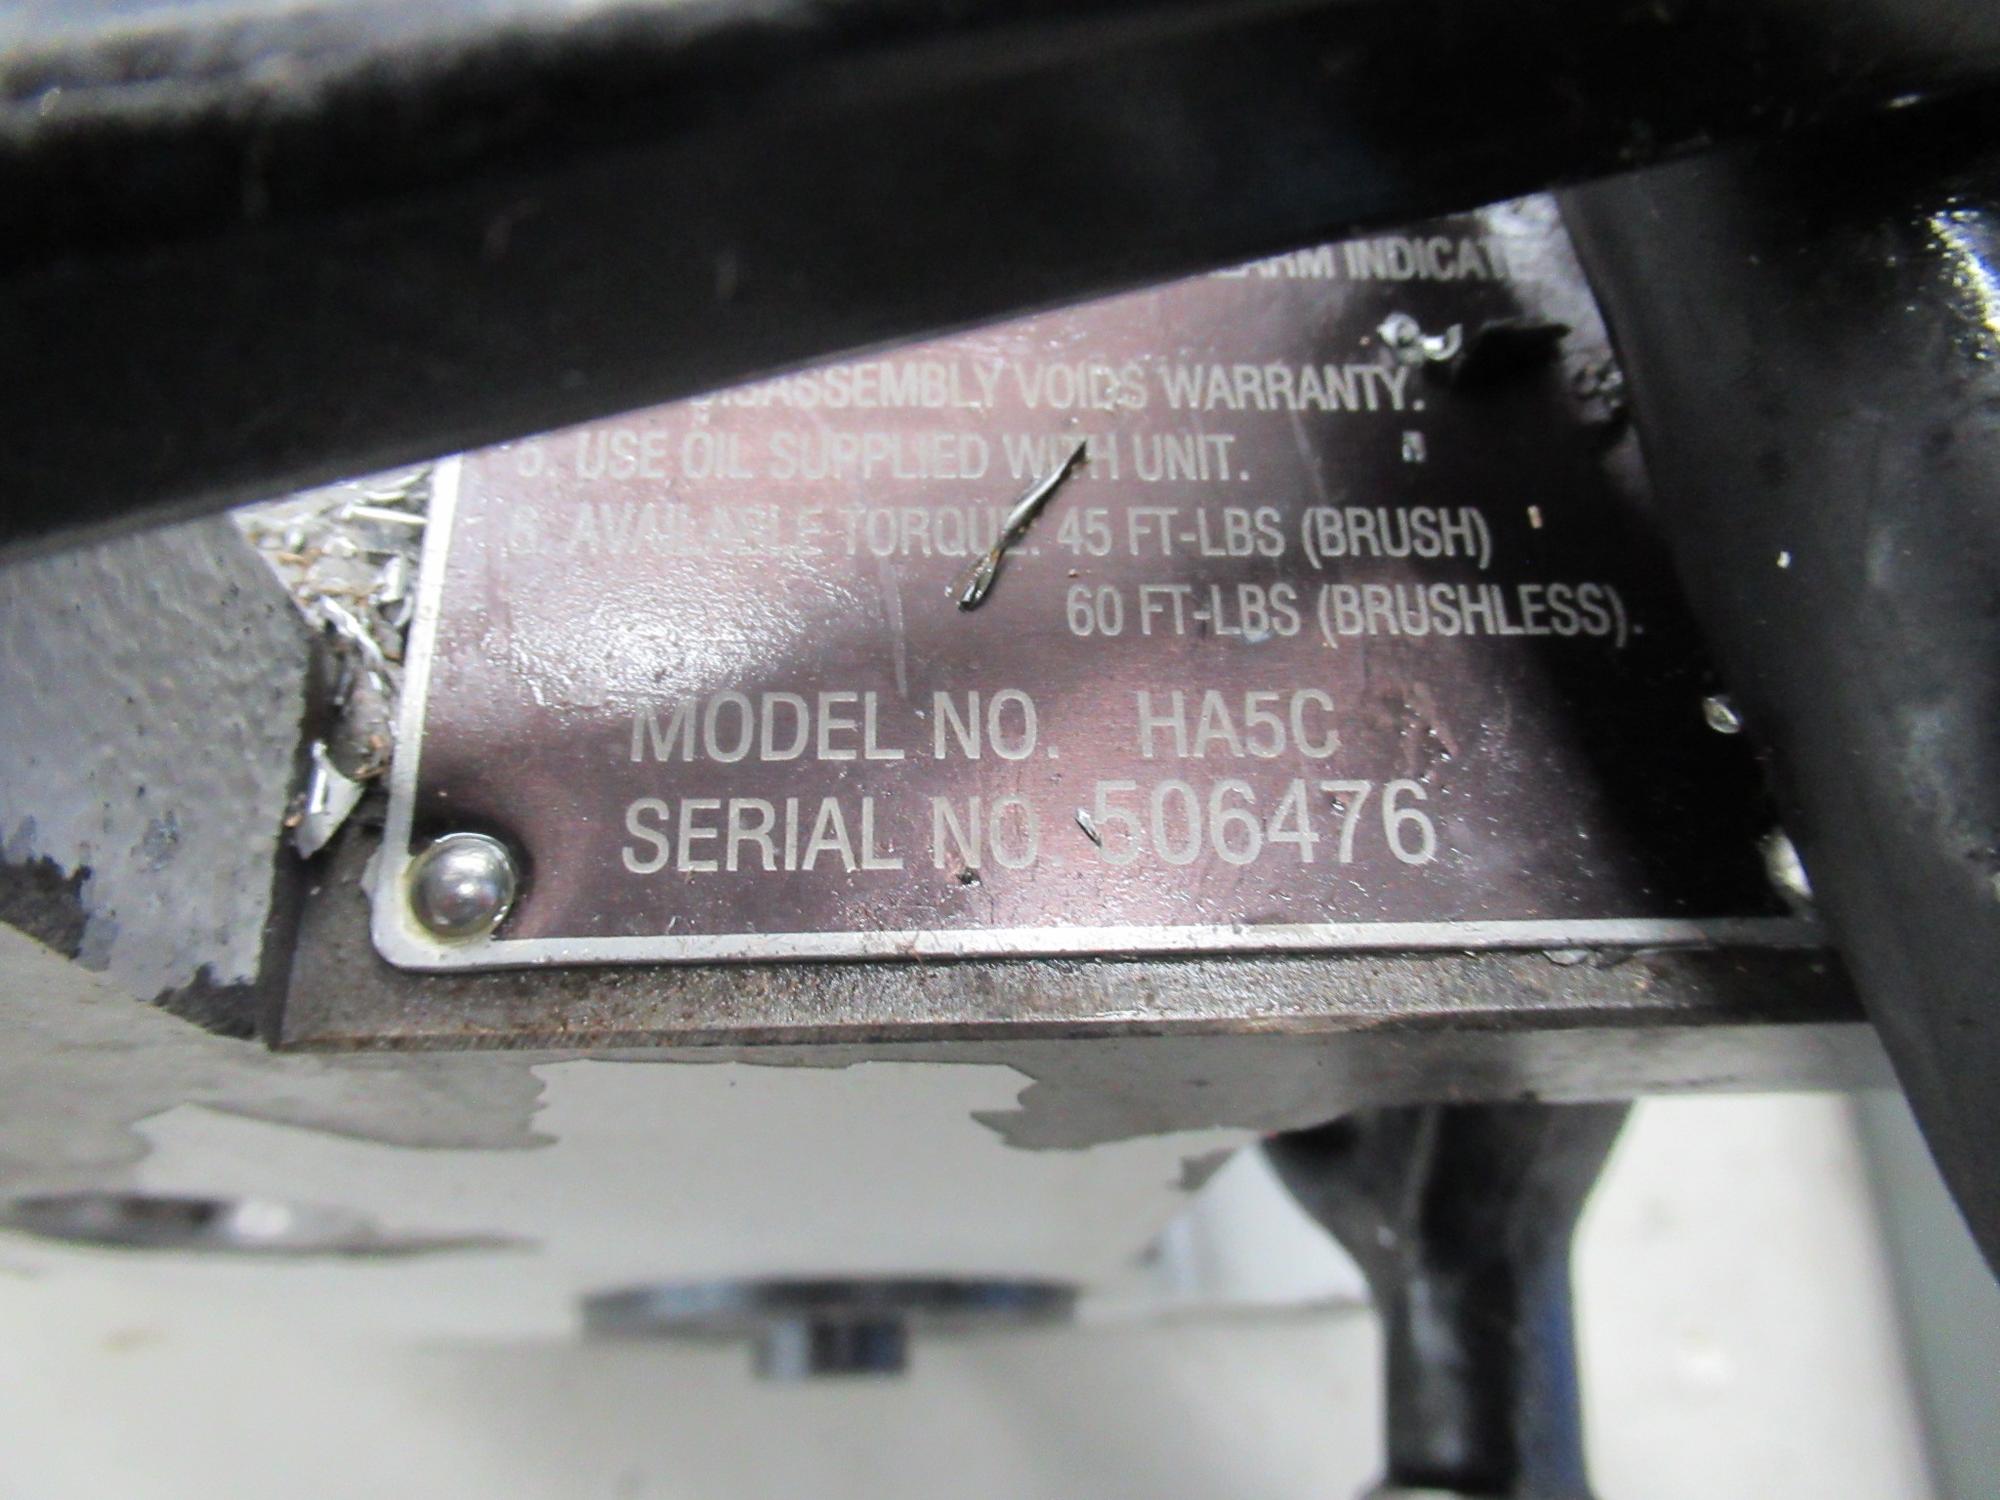 ALARM INDICAT
DISASSEMBLY VOIDS WARRANTY.
5. USE OIL SUPPLIED WITH UNIT.
6. AVAILABLE TORQUE: 45 FT-LBS (BRUSH)
60 FT-LBS (BRUSHLESS).
MODEL NO. HA5C
SERIAL NO. 506476